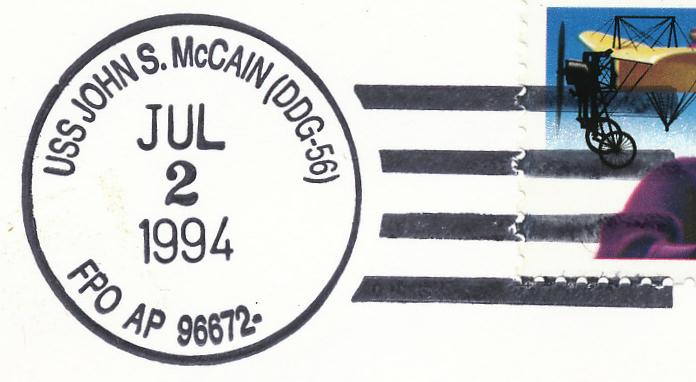 USS JOHN S. McCAIN (DDG-56)
JUL
2
1994
FPO AP 96672-